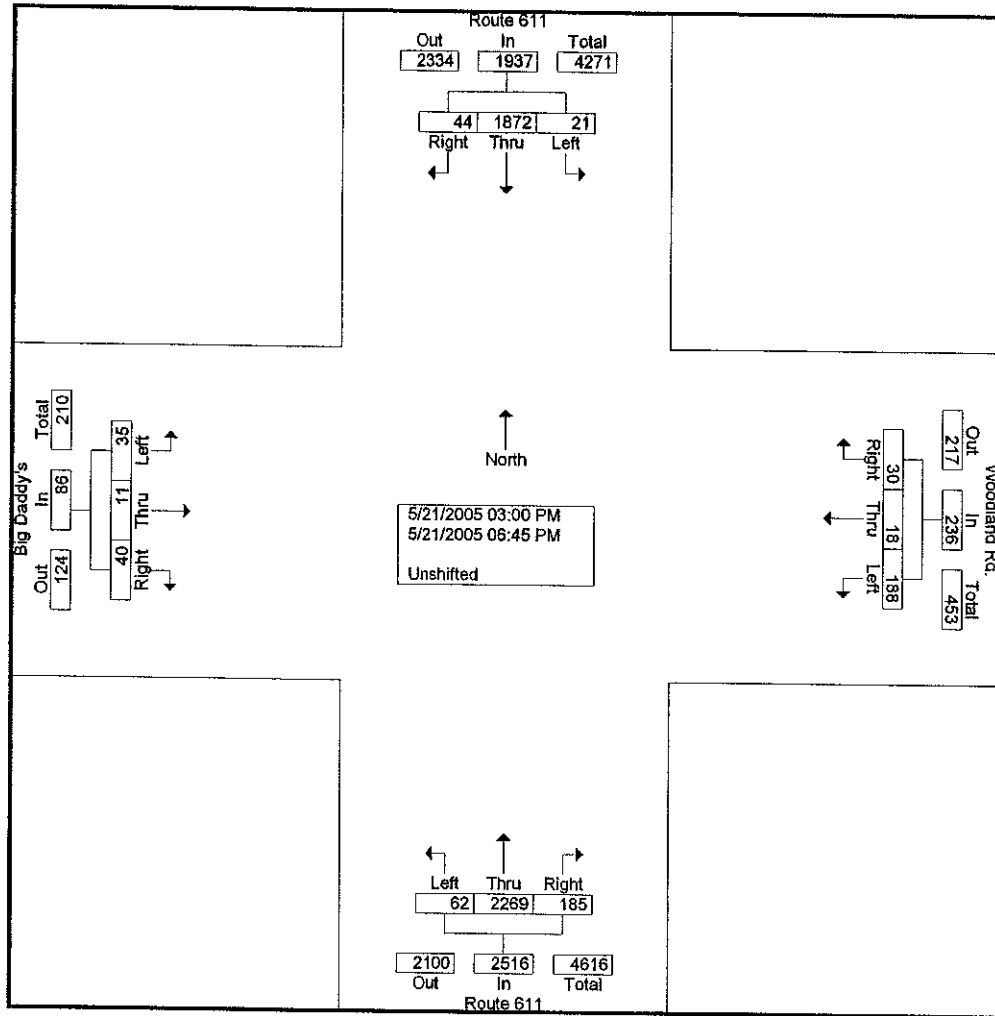 Route 611
Out In Total
2334 1937 4271
44 1872 21
Right Thru Left
Big Daddy's
Out In Total
124 86 210
35 11 40
Left Thru Right
North
5/21/2005 03:00 PM
5/21/2005 06:45 PM
Unshifted
Woodland Rd.
Out In Total
217 236 453
30 18 188
Right Thru Left
Left Thru Right
62 2269 185
2100 2516 4616
Out In Total
Route 611